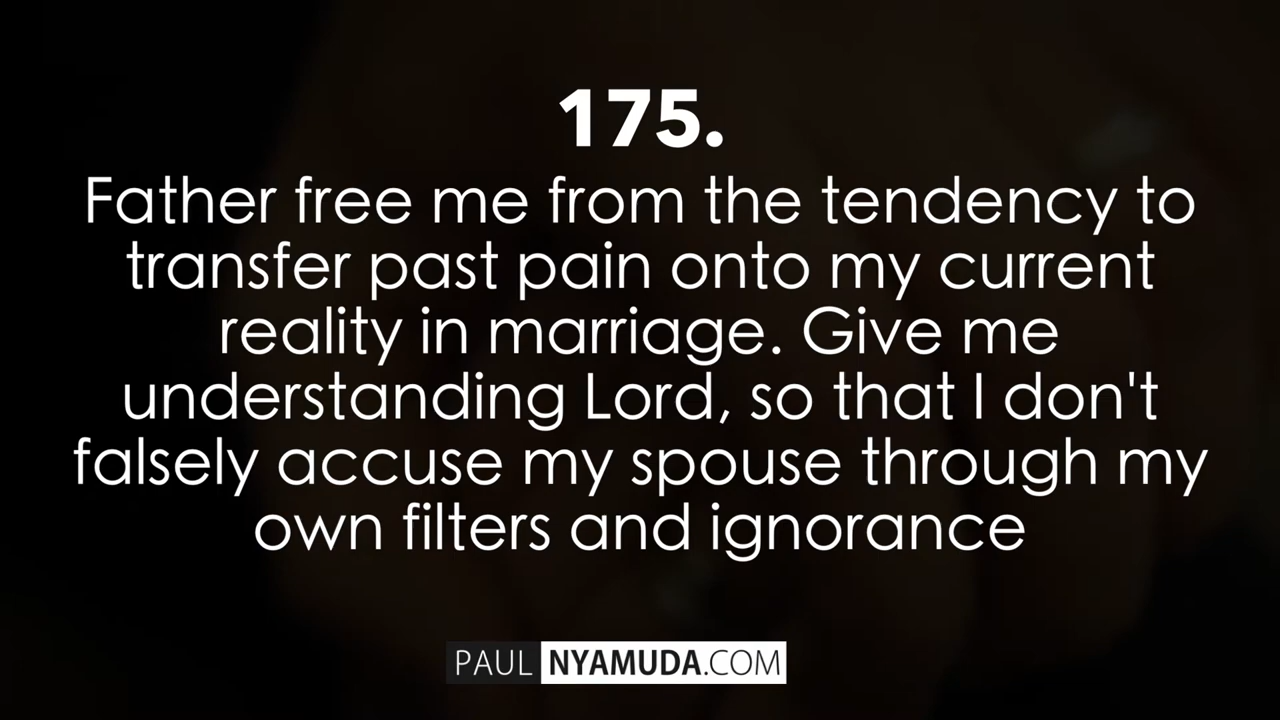 175.
Father free me from the tendency to
transfer past pain onto my current
reality in marriage. Give me
understanding Lord, so that I don't
falsely accuse my spouse through my
own filters and ignorance
PAUL NYAMUDA.COM